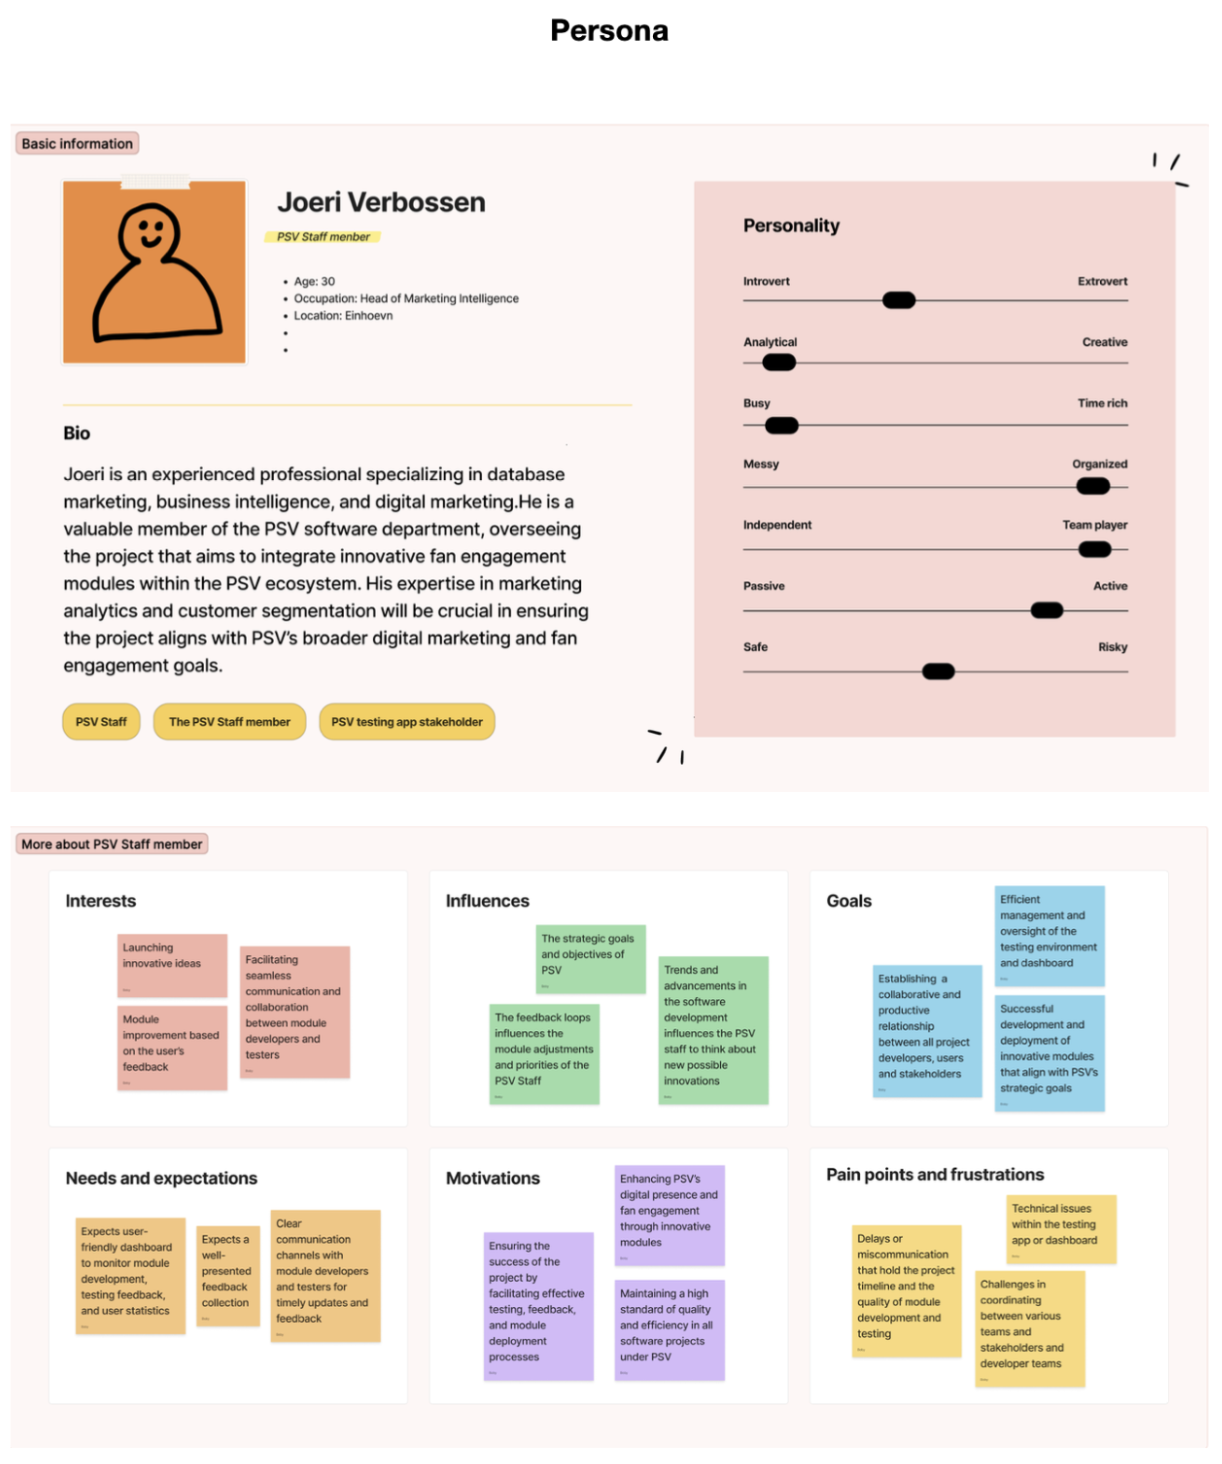 Persona
Basic information
Joeri Verbossen
PSV Staff menber
• Age: 30
• Occupation: Head of Marketing Intelligence
• Location: Einhoevn
•
•
Bio
Joeri is an experienced professional specializing in database
marketing, business intelligence, and digital marketing.He is a
valuable member of the PSV software department, overseeing
the project that aims to integrate innovative fan engagement
modules within the PSV ecosystem. His expertise in marketing
analytics and customer segmentation will be crucial in ensuring
the project aligns with PSV's broader digital marketing and fan
engagement goals.
PSV Staff
The PSV Staff member
PSV testing app stakeholder
Personality
Introvert Extrovert
Analytical Creative
Busy Time rich
Messy Organized
Independent Team player
Passive Active
Safe Risky
More about PSV Staff member
Interests
Launching
innovative ideas
Module
improvement based
on the user's
feedback
Facilitating
seamless
communication and
collaboration
between module
developers and
testers
Influences
The strategic goals
and objectives of
PSV
The feedback loops
influences the
module adjustments
and priorities of the
PSV Staff
Trends and
advancements in
the software
development
influences the PSV
staff to think about
new possible
innovations
Goals
Efficient
management and
oversight of the
testing environment
and dashboard
Establishing a
collaborative and
productive
relationship
between all project
developers, users
and stakeholders
Successful
development and
deployment of
innovative modules
that align with PSV's
strategic goals
Needs and expectations
Expects user-
friendly dashboard
to monitor module
development,
testing feedback,
and user statistics
Expects a
well-
presented
feedback
collection
Clear
communication
channels with
module developers
and testers for
timely updates and
feedback
Motivations
Enhancing PSV's
digital presence and
fan engagement
through innovative
modules
Ensuring the
success of the
project by
facilitating effective
testing, feedback,
and module
deployment
processes
Maintaining a high
standard of quality
and efficiency in all
software projects
under PSV
Pain points and frustrations
Technical issues
within the testing
app or dashboard
Delays or
miscommunication
that hold the project
timeline and the
quality of module
development and
testing
Challenges in
coordinating
between various
teams and
stakeholders and
developer teams